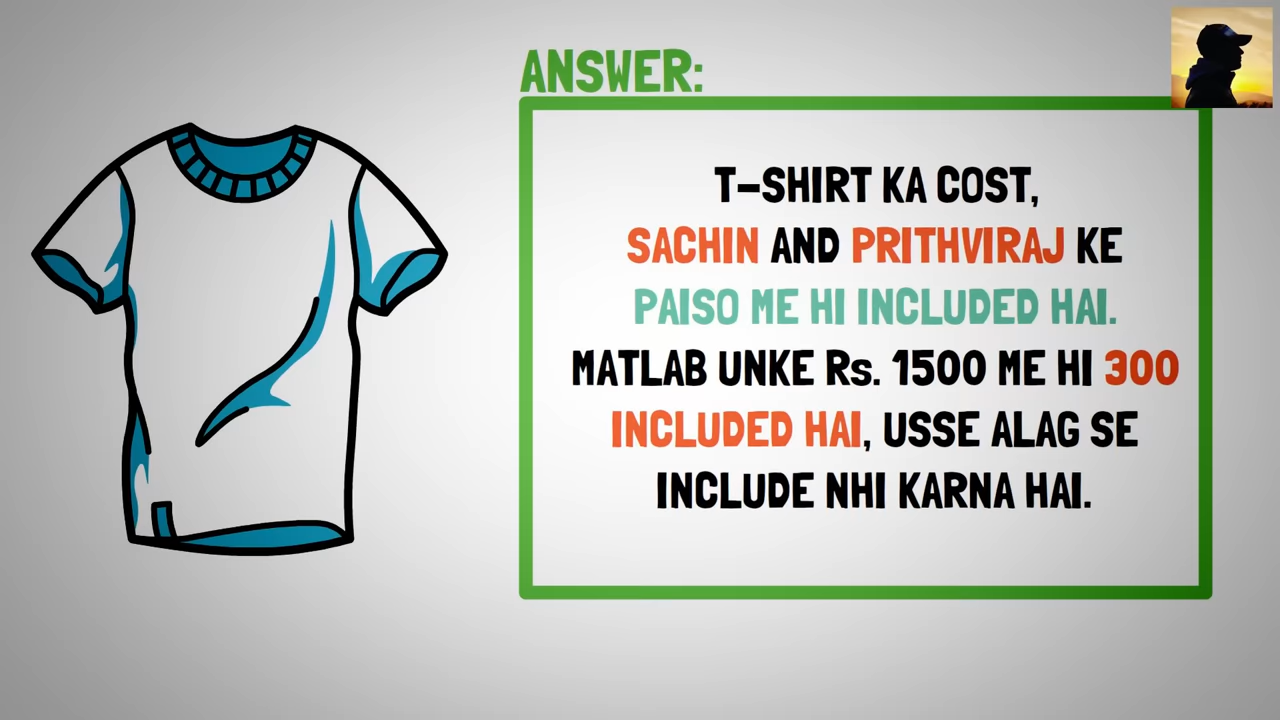 ANSWER:
T-SHIRT KA COST,
SACHIN AND PRITHVIRAJ KE
PAISO ME HI INCLUDED HAI.
MATLAB UNKE Rs. 1500 ME HI 300
INCLUDED HAI, USSE ALAG SE
INCLUDE NHI KARNA HAI.